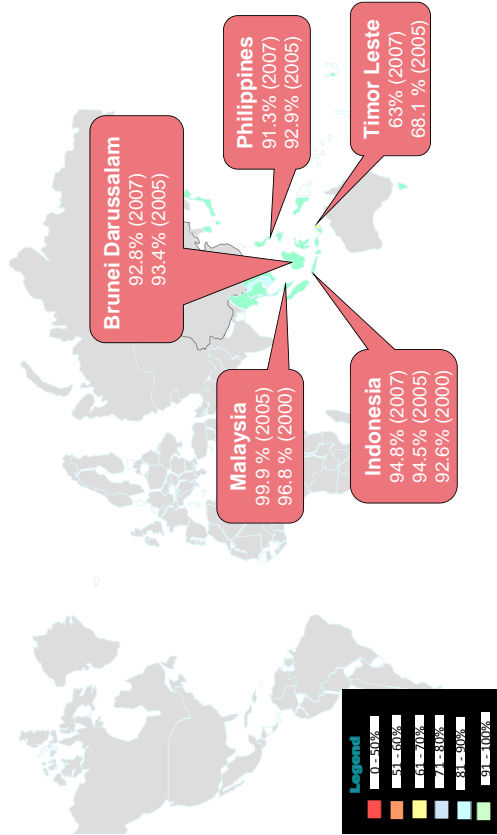 Brunei Darussalam
92.8% (2007)
93.4% (2005)
Philippines
91.3% (2007)
92.9% (2005)
Timor Leste
63% (2007)
68.1 % (2005)
Malaysia
99.9 % (2005)
96.8 % (2000)
Indonesia
94.8% (2007)
94.5% (2005)
92.6% (2000)
Legend
0 - 50%
51 - 60%
61 - 70%
71 - 80%
81 - 90%
91 - 100%